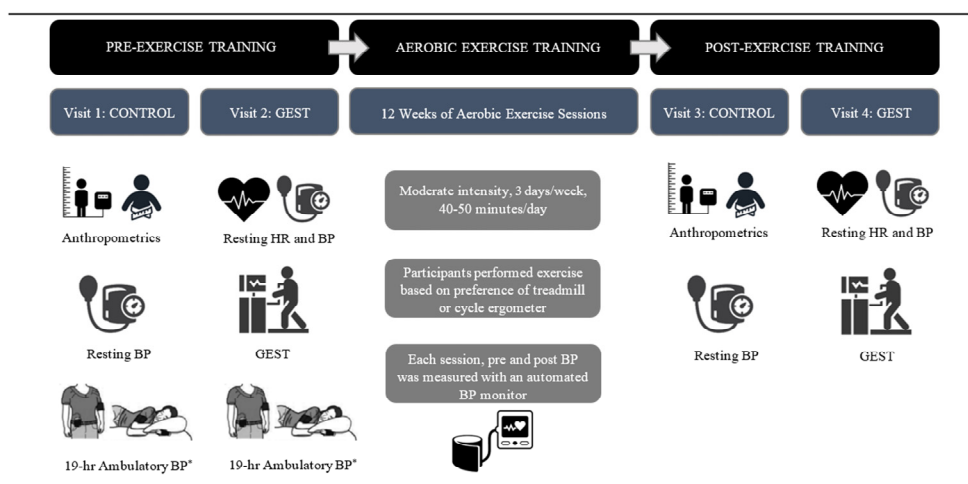 PRE-EXERCISE TRAINING
AEROBIC EXERCISE TRAINING
POST-EXERCISE TRAINING
Visit 1: CONTROL
Visit 2: GEST
12 Weeks of Aerobic Exercise Sessions
Visit 3: CONTROL
Visit 4: GEST
Anthropometrics
Resting HR and BP
Moderate intensity, 3 days/week,
40-50 minutes/day
Anthropometrics
Resting HR and BP
Resting BP
GEST
Participants performed exercise
based on preference of treadmill
or cycle ergometer
Resting BP
GEST
19-hr Ambulatory BP*
19-hr Ambulatory BP*
Each session, pre and post BP
was measured with an automated
BP monitor